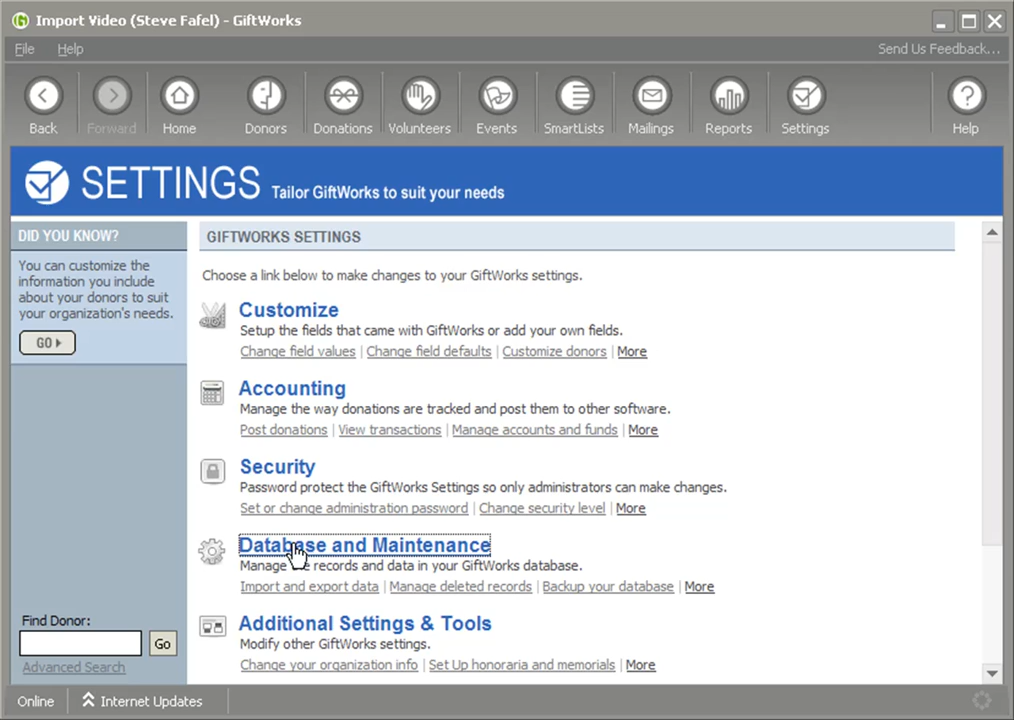 Import Video (Steve Fafel) - GiftWorks
File Help Send Us Feedback...
Back Forward Home Donors Donations Volunteers Events SmartLists Mailings Reports Settings Help
SETTINGS Tailor GiftWorks to suit your needs
DID YOU KNOW?
You can customize the
information you include
about your donors to suit
your organization's needs.
GO
GIFTWORKS SETTINGS
Choose a link below to make changes to your GiftWorks settings.
Customize
Setup the fields that came with GiftWorks or add your own fields.
Change field values | Change field defaults | Customize donors | More
Accounting
Manage the way donations are tracked and post them to other software.
Post donations | View transactions | Manage accounts and funds | More
Security
Password protect the GiftWorks Settings so only administrators can make changes.
Set or change administration password | Change security level | More
Database and Maintenance
Manage the records and data in your GiftWorks database.
Import and export data | Manage deleted records | Backup your database | More
Additional Settings & Tools
Modify other GiftWorks settings.
Change your organization info | Set Up honoraria and memorials | More
Find Donor:
Go
Advanced Search
Online Internet Updates